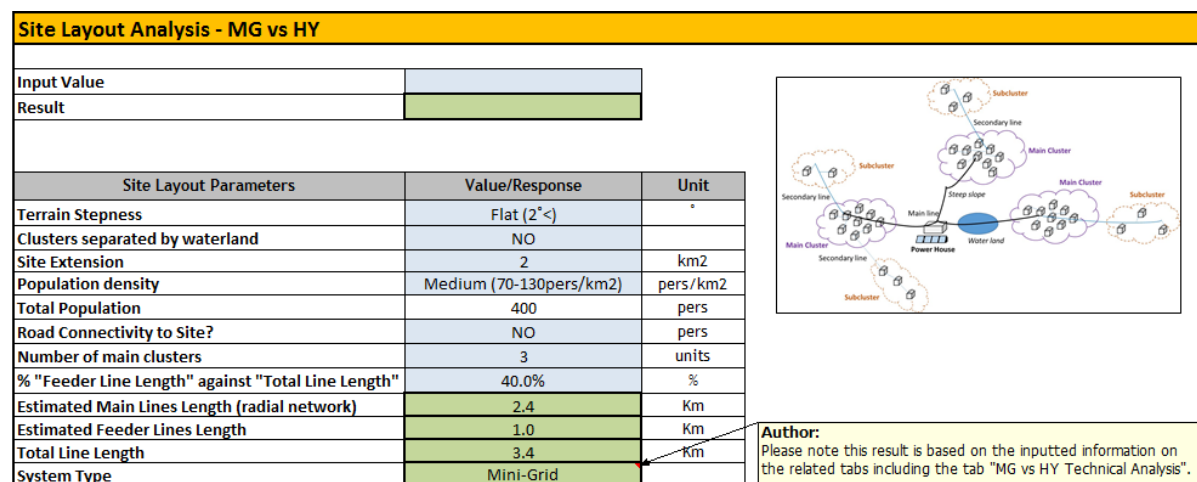 Site Layout Analysis - MG vs HY
Input Value
Result
Subcluster
Secondary line
Main Cluster
Subcluster
Steep slope
Main Cluster
Subcluster
Secondary line
Main line
Main Cluster
Power House
Water land
Secondary line
Subcluster
Site Layout Parameters Value/Response Unit
Terrain Stepness Flat (2°<) °
Clusters separated by waterland NO
Site Extension 2 km2
Population density Medium (70-130pers/km2) pers/km2
Total Population 400 pers
Road Connectivity to Site? NO pers
Number of main clusters 3 units
% "Feeder Line Length" against "Total Line Length" 40.0% %
Estimated Main Lines Length (radial network) 2.4 Km
Estimated Feeder Lines Length 1.0 Km
Total Line Length 3.4 Km
System Type Mini-Grid
Author:
Please note this result is based on the inputted information on
the related tabs including the tab "MG vs HY Technical Analysis".